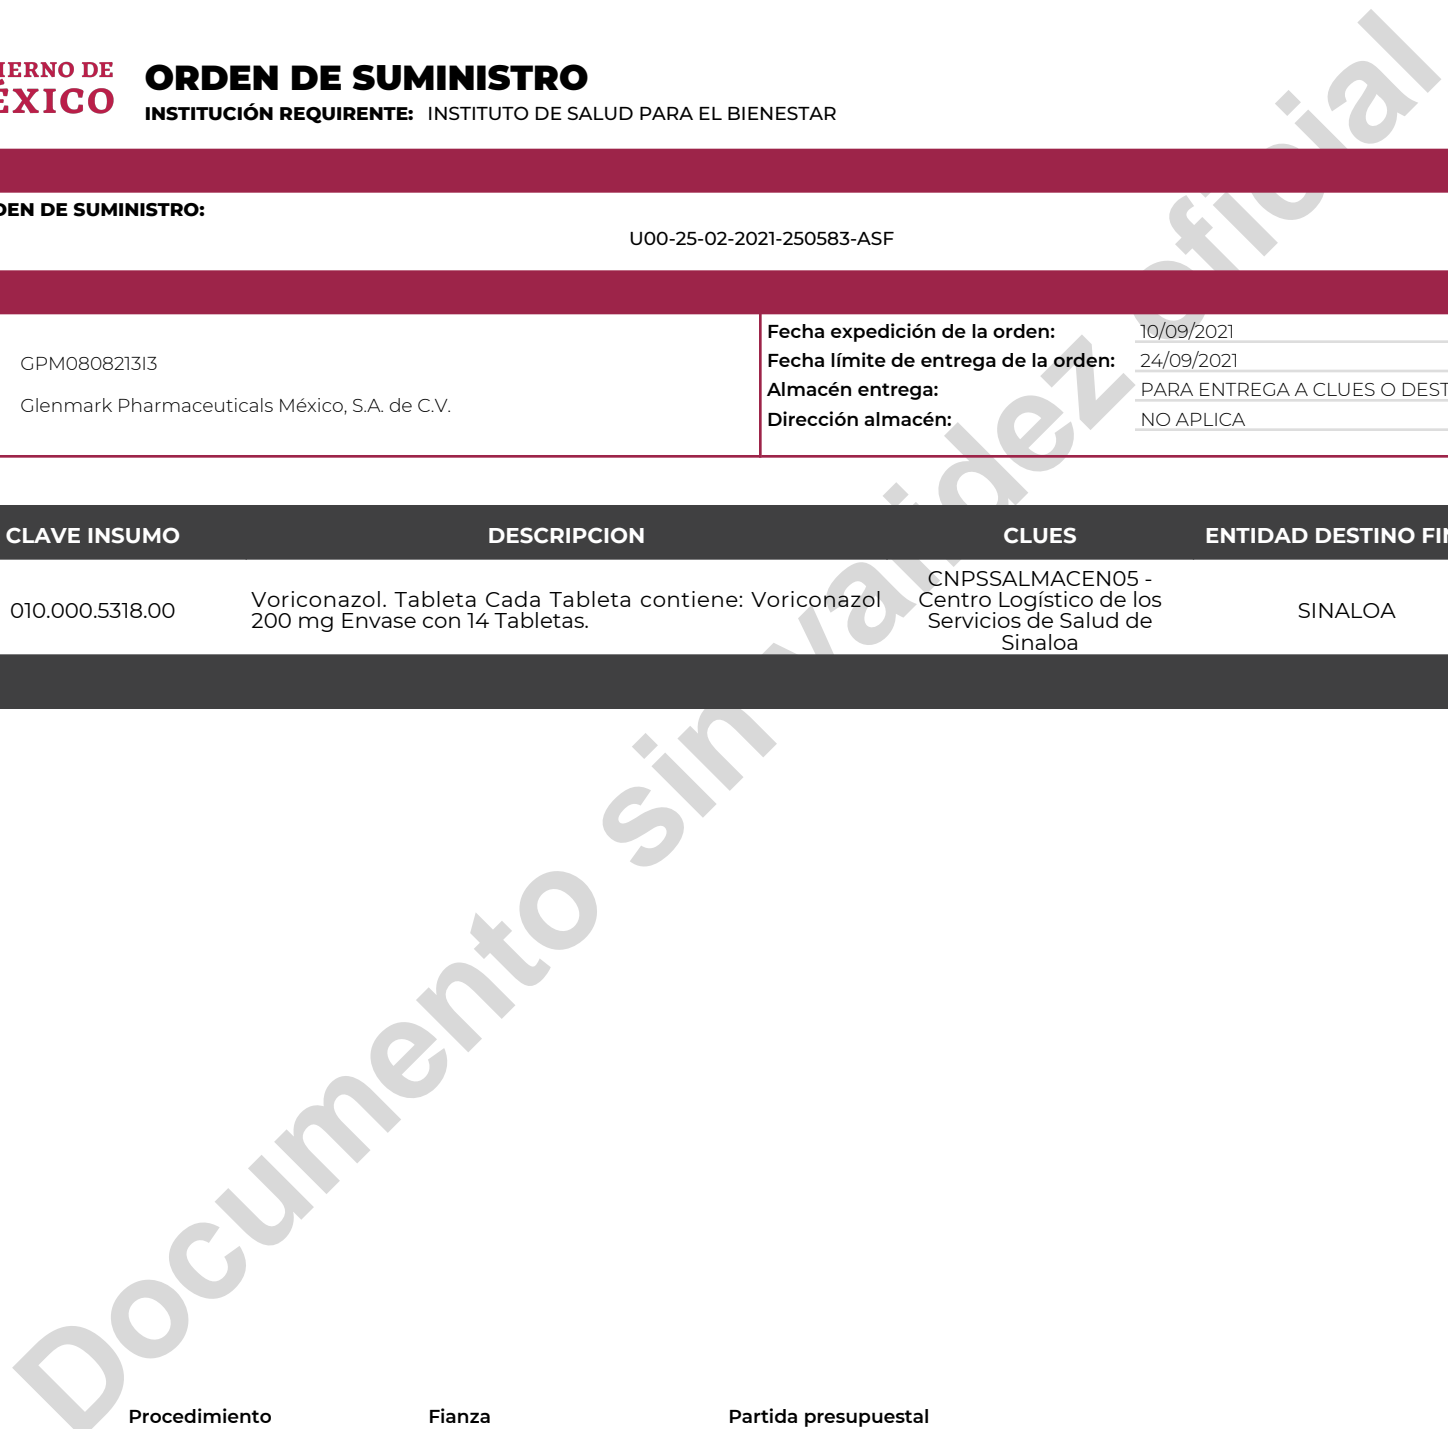 IERNO DE
ÉXICO
ORDEN DE SUMINISTRO
INSTITUCIÓN REQUIRENTE: INSTITUTO DE SALUD PARA EL BIENESTAR
DEN DE SUMINISTRO:
U00-25-02-2021-250583-ASF
GPM0808213I3
Glenmark Pharmaceuticals México, S.A. de C.V.
Fecha expedición de la orden: 10/09/2021
Fecha límite de entrega de la orden: 24/09/2021
Almacén entrega: PARA ENTREGA A CLUES O DEST
Dirección almacén: NO APLICA
CLAVE INSUMO DESCRIPCION CLUES ENTIDAD DESTINO FIN
010.000.5318.00
Voriconazol. Tableta Cada Tableta contiene: Voriconazol
200 mg Envase con 14 Tabletas.
CNPSSALMACEN05 -
Centro Logístico de los
Servicios de Salud de
Sinaloa
SINALOA
Documento sin validez oficial
Procedimiento Fianza Partida presupuestal